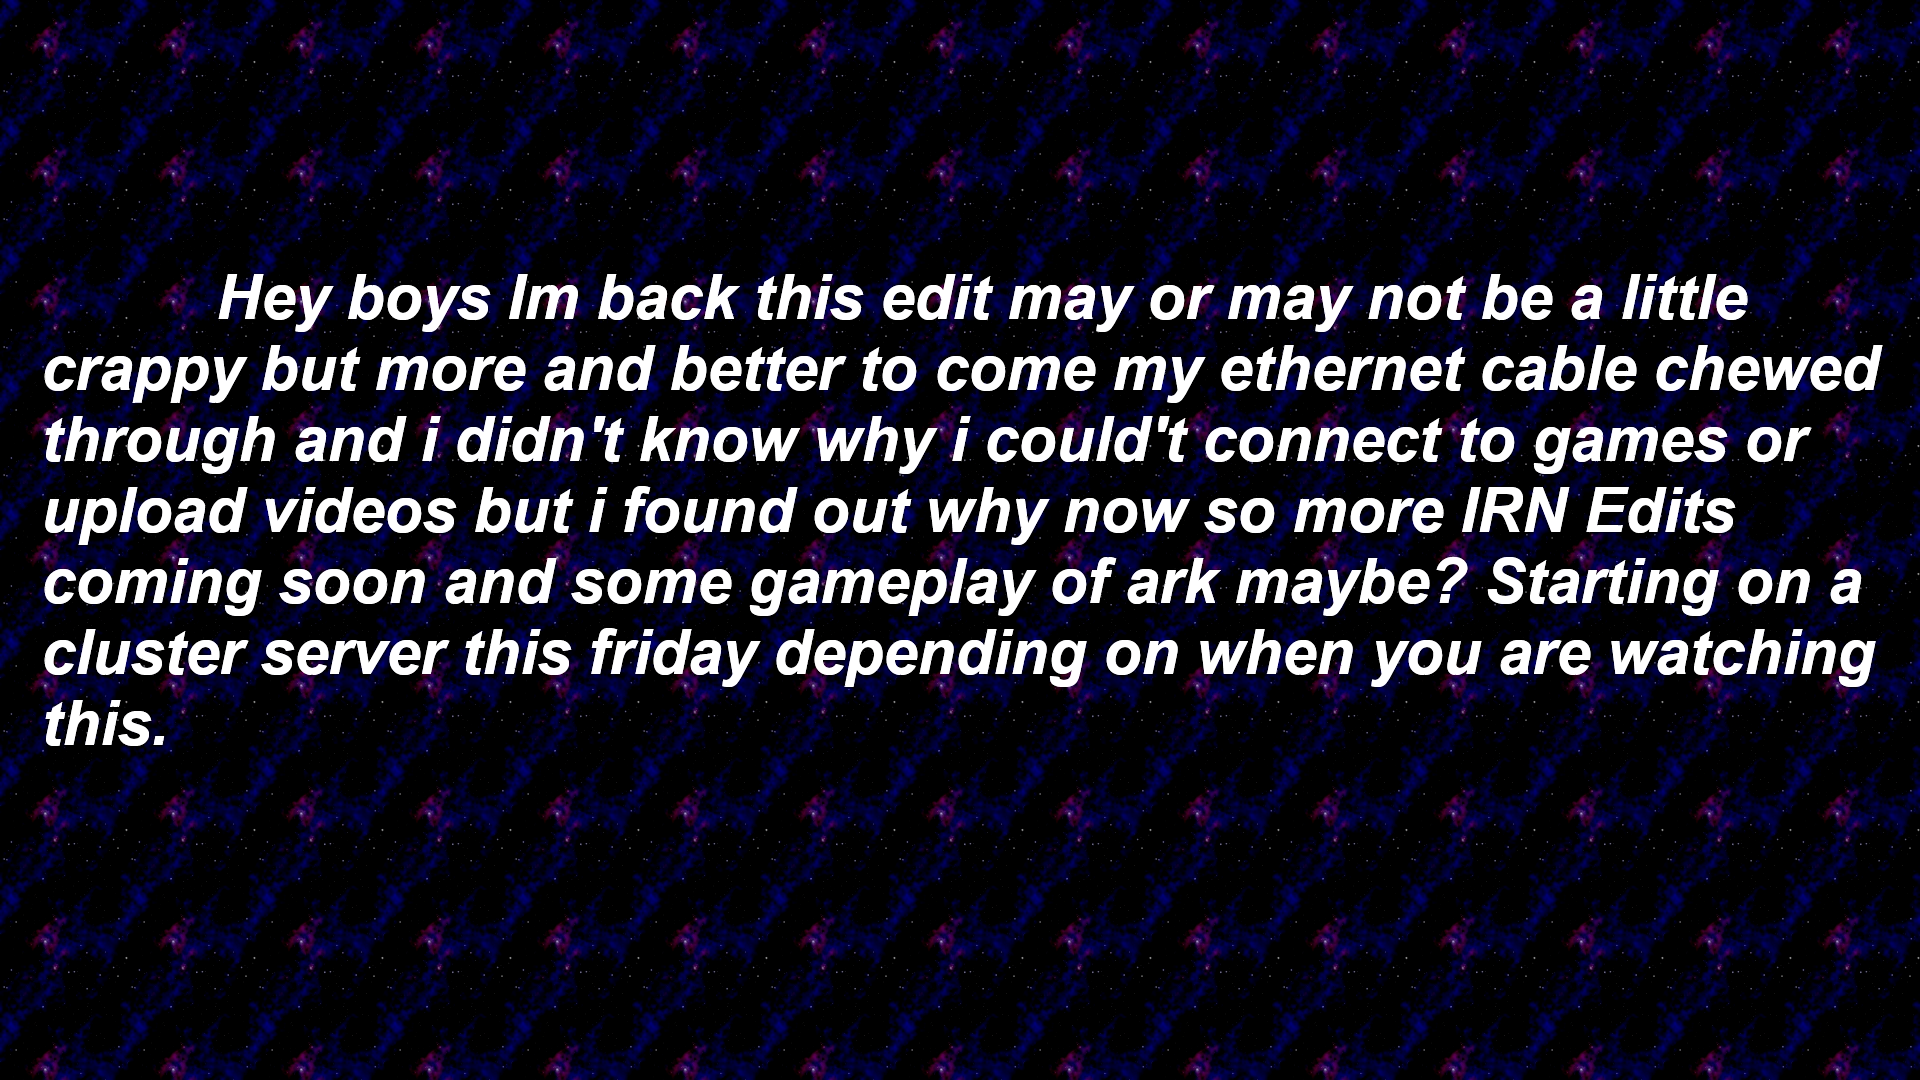 Hey boys Im back this edit may or may not be a little
crappy but more and better to come my ethernet cable chewed
through and i didn't know why i could't connect to games or
upload videos but i found out why now so more IRN Edits
coming soon and some gameplay of ark maybe? Starting on a
cluster server this friday depending on when you are watching
this.